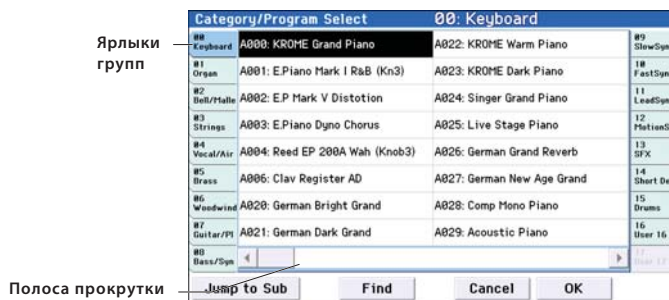 Category/Program Select 00: Keyboard
Ярлыки групп
00 Keyboard
01 Organ
02 Bell/Malle
03 Strings
04 Vocal/Air
05 Brass
06 Woodwind
07 Guitar/Pl
08 Bass/Syn
A000: KROME Grand Piano
A001: E.Piano Mark I R&B (Kn3)
A002: E.P Mark V Distotion
A003: E.Piano Dyno Chorus
A004: Reed EP 200A Wah (Knob3)
A006: Clav Register AD
A020: German Bright Grand
A021: German Dark Grand
A022: KROME Warm Piano
A023: KROME Dark Piano
A024: Singer Grand Piano
A025: Live Stage Piano
A026: German Grand Reverb
A027: German New Age Grand
A028: Comp Mono Piano
A029: Acoustic Piano
09 SlowSyn
10 FastSyn
11 LeadSyn
12 MotionS
13 SFX
14 Short De
15 Drums
16 User 16
17 User 17
Полоса прокрутки
Jump to Sub Find Cancel OK